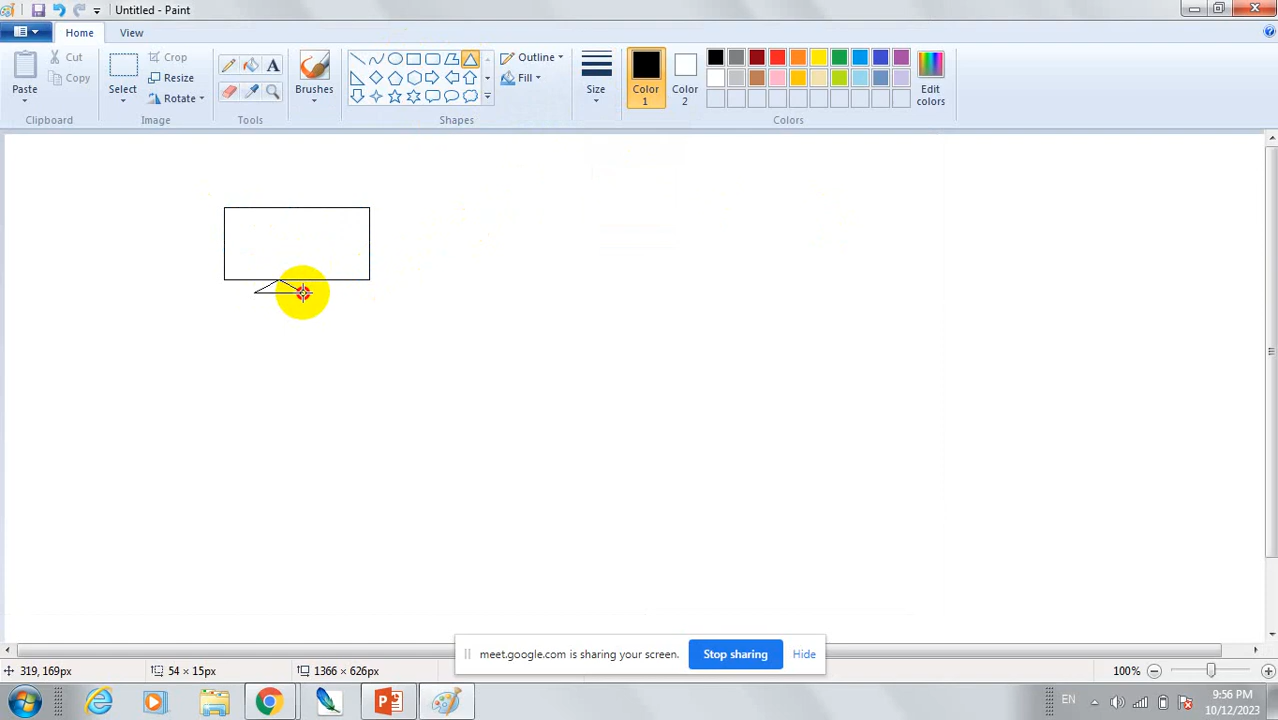 Untitled - Paint
Home
View
Paste
Cut
Copy
Clipboard
Select
Crop
Resize
Rotate
Image
Tools
Brushes
Outline
Fill
Shapes
Size
Color
1
Color
2
Edit
colors
Colors
meet.google.com is sharing your screen.
Stop sharing
Hide
319, 169px
54 × 15px
1366 × 626px
100%
EN
9:56 PM
10/12/2023